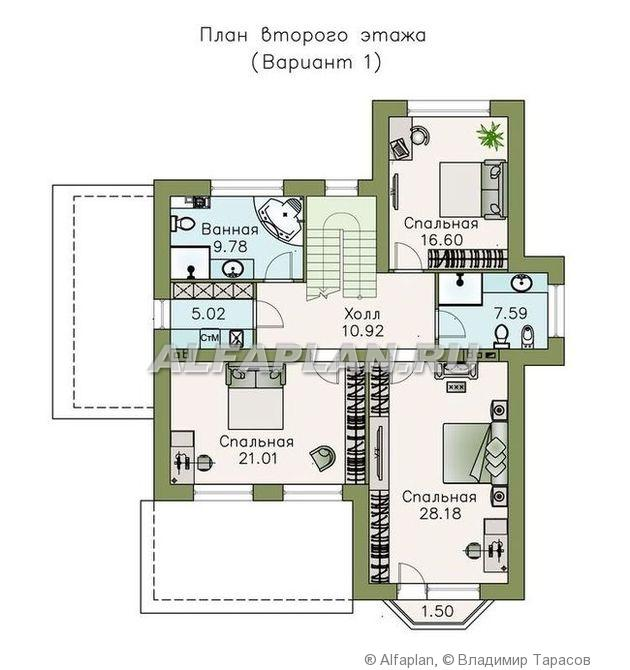 План второго этажа
(Вариант 1)
Спальная
16.60
Ванная
9.78
5.02
СтМ
Холл
10.92
7.59
ALFAPLAN.RU
Спальная
21.01
Спальная
28.18
1.50
® Alfaplan, © Владимир Тарасов